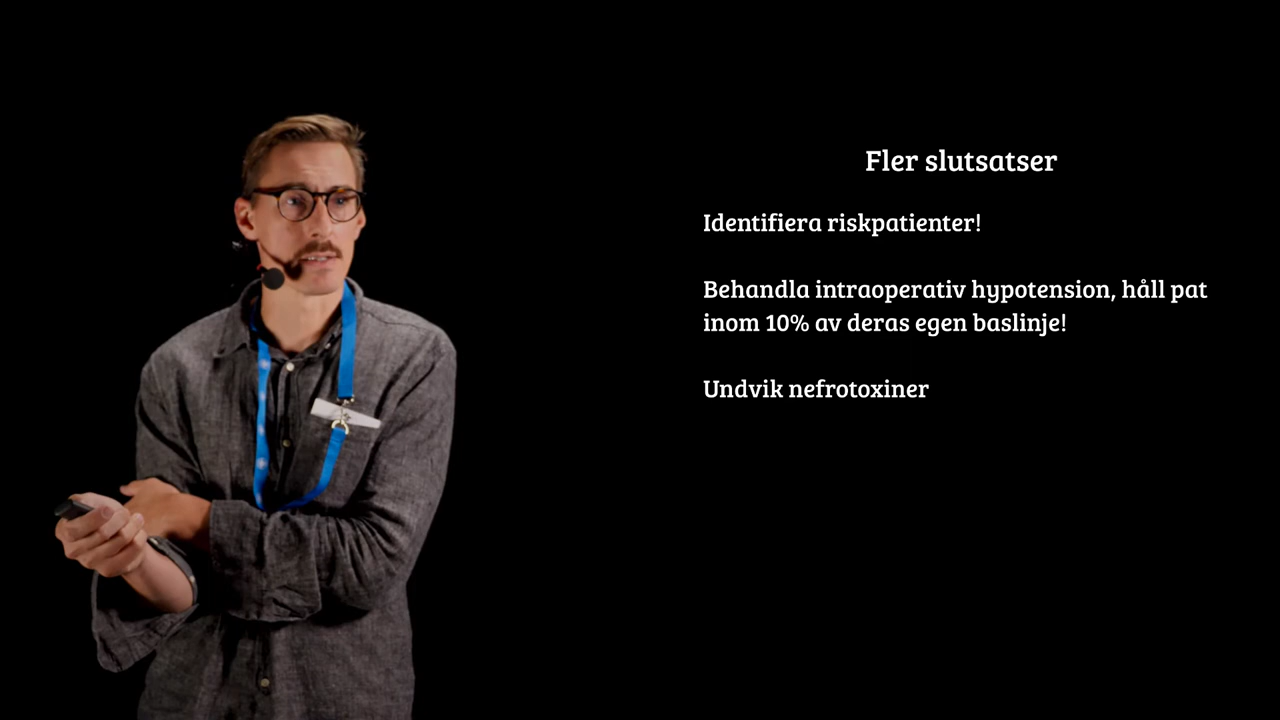 Fler slutsatser
Identifiera riskpatienter!
Behandla intraoperativ hypotension, håll pat
inom 10% av deras egen baslinje!
Undvik nefrotoxiner